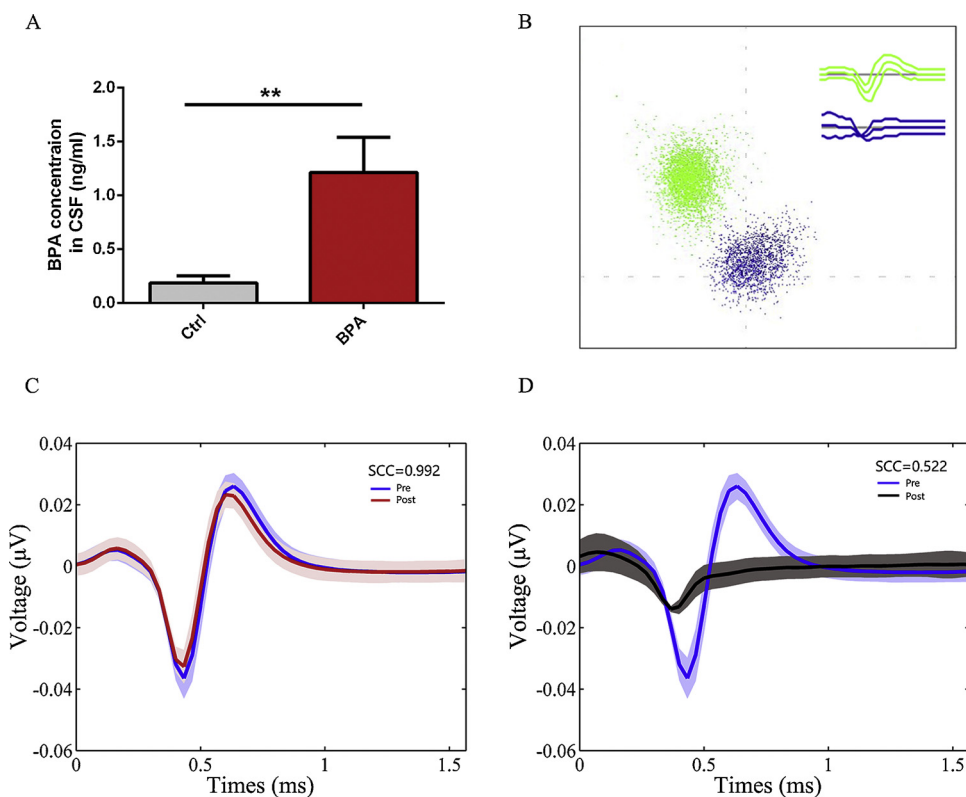 A
BPA concentraion
in CSF (ng/ml)
2.0
1.5
1.0
0.5
0.0
**
Ctrl
BPA
B
C
Voltage (μV)
0.04
0.02
0
-0.02
-0.04
-0.06
SCC=0.992
Pre
Post
0
0.5
1
1.5
Times (ms)
D
Voltage (μV)
0.04
0.02
0
-0.02
-0.04
-0.06
SCC=0.522
Pre
Post
0
0.5
1
1.5
Times (ms)